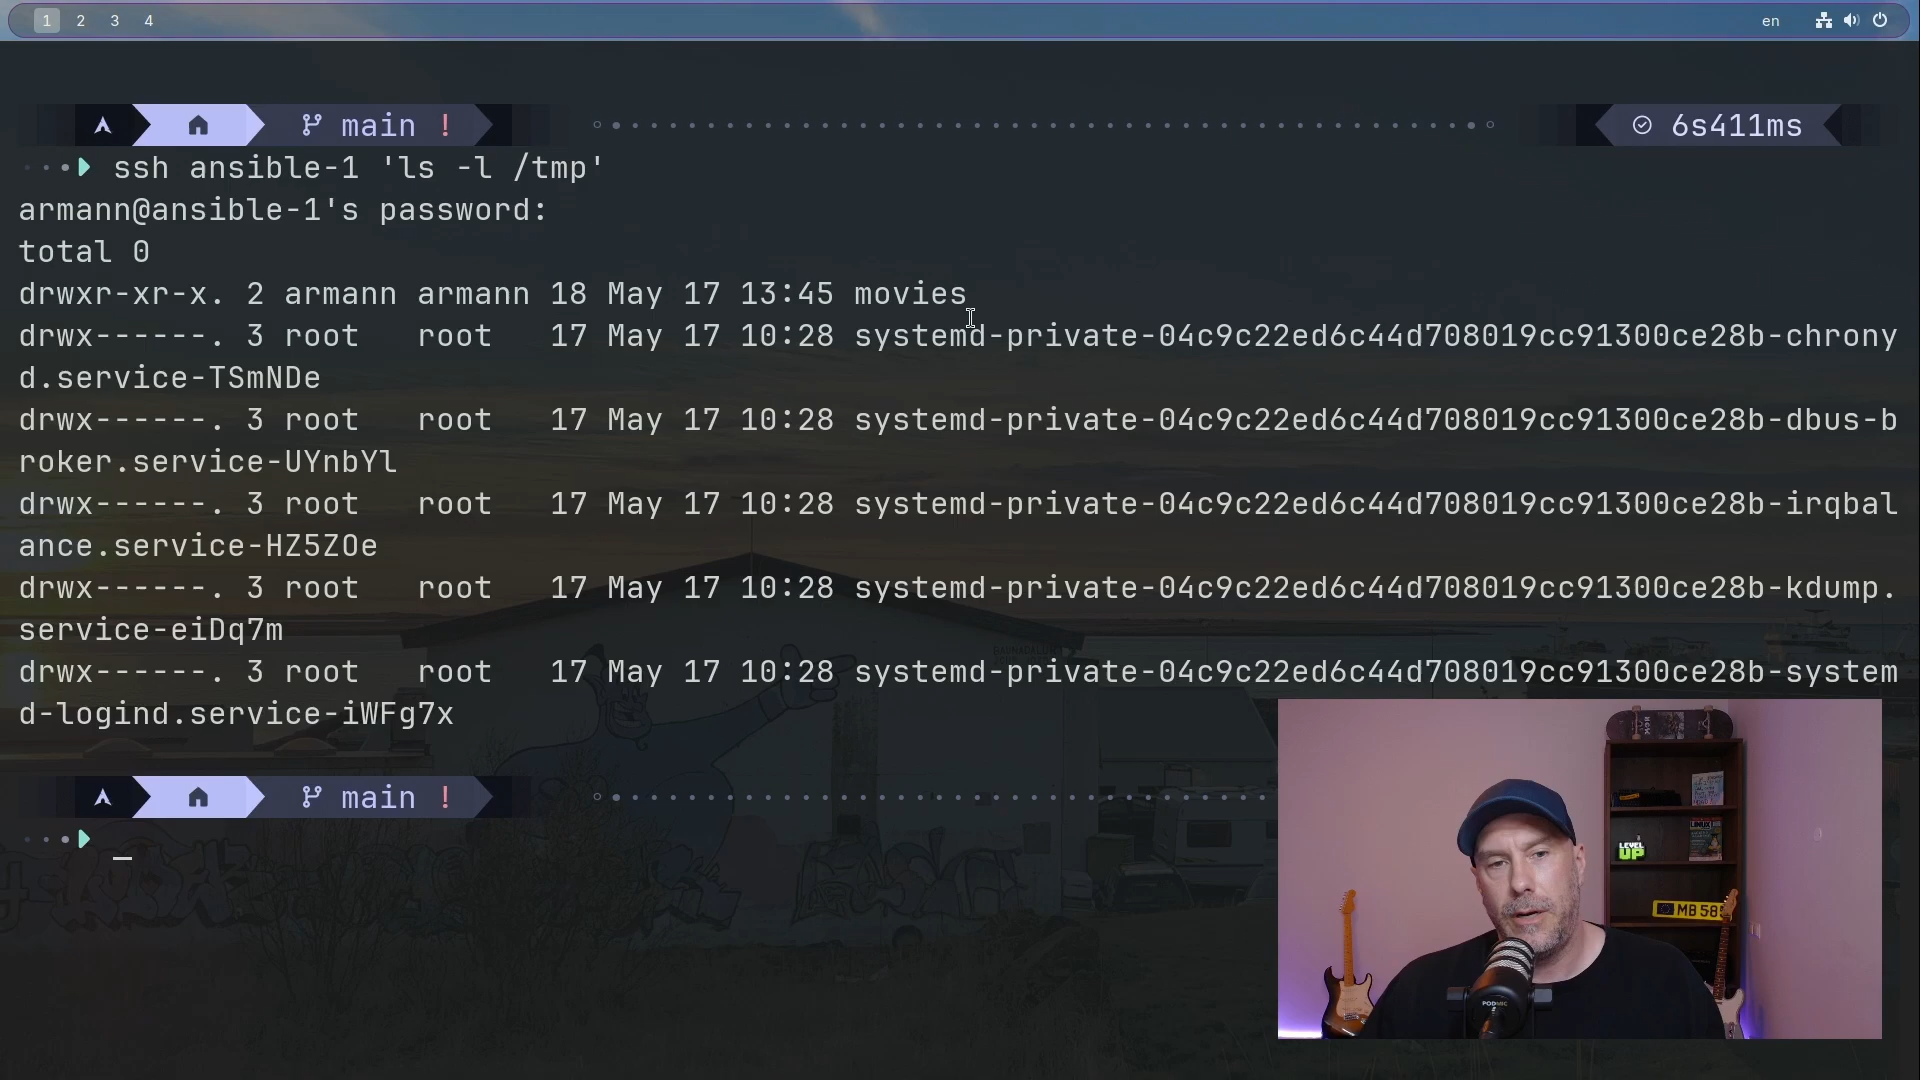 1 2 3 4 en
main ! 6s411ms
ssh ansible-1 'ls -l /tmp'
armann@ansible-1's password:
total 0
drwxr-xr-x. 2 armann armann 18 May 17 13:45 movies
drwx------. 3 root   root   17 May 17 10:28 systemd-private-04c9c22ed6c44d708019cc91300ce28b-chrony
d.service-TSmNDe
drwx------. 3 root   root   17 May 17 10:28 systemd-private-04c9c22ed6c44d708019cc91300ce28b-dbus-b
roker.service-UYnbYl
drwx------. 3 root   root   17 May 17 10:28 systemd-private-04c9c22ed6c44d708019cc91300ce28b-irqbal
ance.service-HZ5ZOe
drwx------. 3 root   root   17 May 17 10:28 systemd-private-04c9c22ed6c44d708019cc91300ce28b-kdump.
service-eiDq7m
drwx------. 3 root   root   17 May 17 10:28 systemd-private-04c9c22ed6c44d708019cc91300ce28b-system
d-logind.service-iWFg7x
main !
LEVEL
UP
LINUX
MB 58
PODMIC